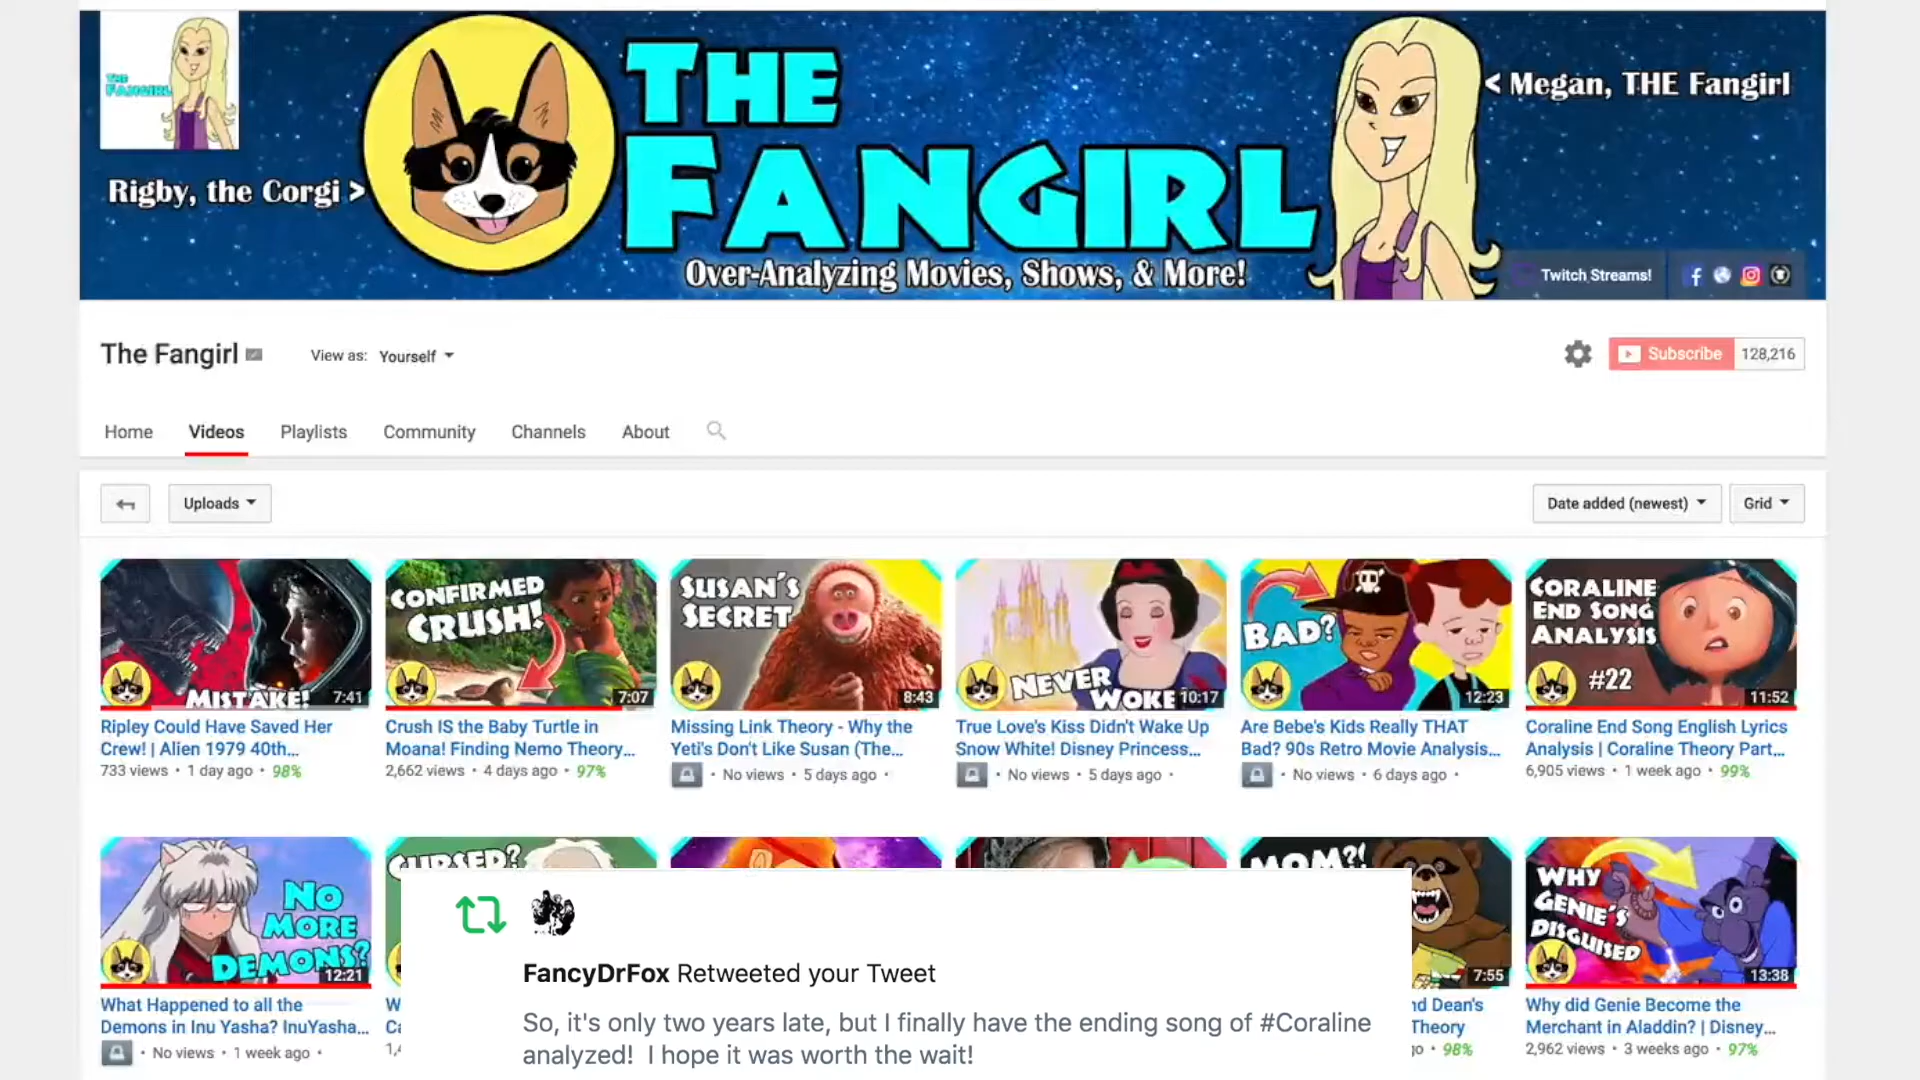 THE
FANGIRL
Rigby, the Corgi >
THE
FANGIRL
Over-Analyzing Movies, Shows, & More!
< Megan, THE Fangirl
Twitch Streams!
The Fangirl
View as: Yourself
Subscribe 128,216
Home Videos Playlists Community Channels About
Uploads
Date added (newest) Grid
MISTAKE!
7:41
Ripley Could Have Saved Her
Crew! | Alien 1979 40th...
733 views • 1 day ago • 98%
CONFIRMED
CRUSH!
7:07
Crush IS the Baby Turtle in
Moana! Finding Nemo Theory...
2,662 views • 4 days ago • 97%
SUSAN'S
SECRET
8:43
Missing Link Theory - Why the
Yeti's Don't Like Susan (The...
• No views • 5 days ago •
NEVER
WOKE
10:17
True Love's Kiss Didn't Wake Up
Snow White! Disney Princess...
• No views • 5 days ago •
BAD?
12:23
Are Bebe's Kids Really THAT
Bad? 90s Retro Movie Analysis...
• No views • 6 days ago •
CORALINE
END SONG
ANALYSIS
#22
11:52
Coraline End Song English Lyrics
Analysis | Coraline Theory Part...
6,905 views • 1 week ago • 99%
NO
MORE
DEMONS?
12:21
What Happened to all the
Demons in Inu Yasha? InuYasha...
• No views • 1 week ago •
CURSED?
MOM?!
7:55
nd Dean's
Theory
go • 98%
WHY
GENIE'S
DISGUISED
13:38
Why did Genie Become the
Merchant in Aladdin? | Disney...
2,962 views • 3 weeks ago • 97%
FancyDrFox Retweeted your Tweet
So, it's only two years late, but I finally have the ending song of #Coraline
analyzed! I hope it was worth the wait!